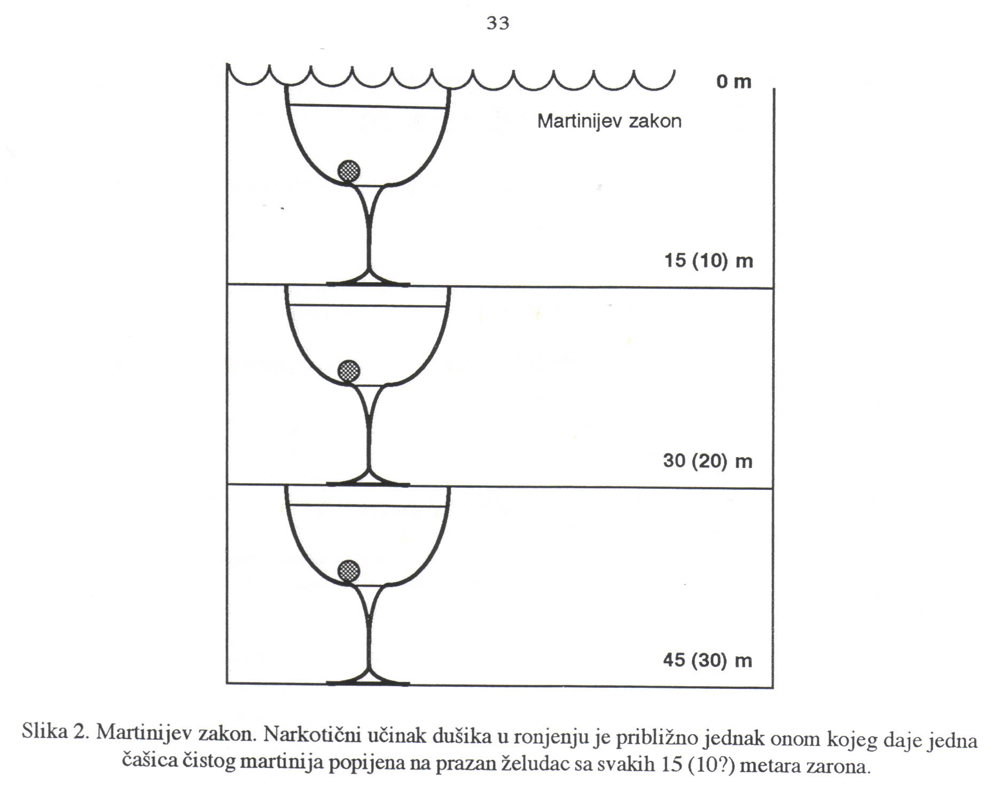 33
0 m
Martinijev zakon
15 (10) m
30 (20) m
45 (30) m
Slika 2. Martinijev zakon. Narkotični učinak dušika u ronjenju je približno jednak onom kojeg daje jedna
čašica čistog martinija popijena na prazan želudac sa svakih 15 (10?) metara zarona.